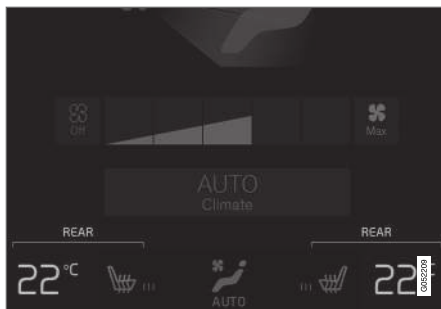 Off
Max
AUTO
Climate
REAR
REAR
22°C
22°
AUTO
G052209